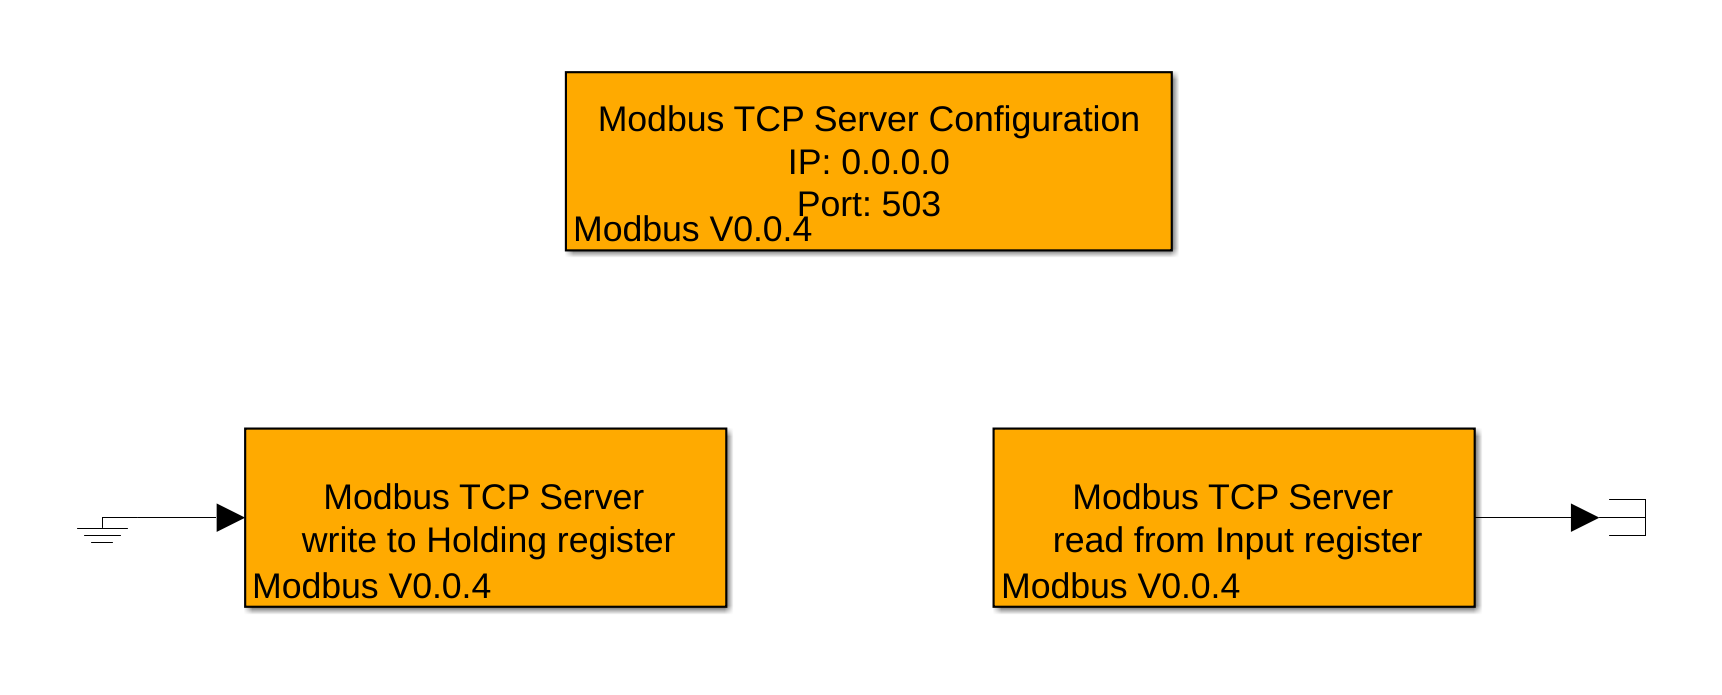 Modbus TCP Server Configuration
IP: 0.0.0.0
Port: 503
Modbus V0.0.4
Modbus TCP Server
write to Holding register
Modbus V0.0.4
Modbus TCP Server
read from Input register
Modbus V0.0.4